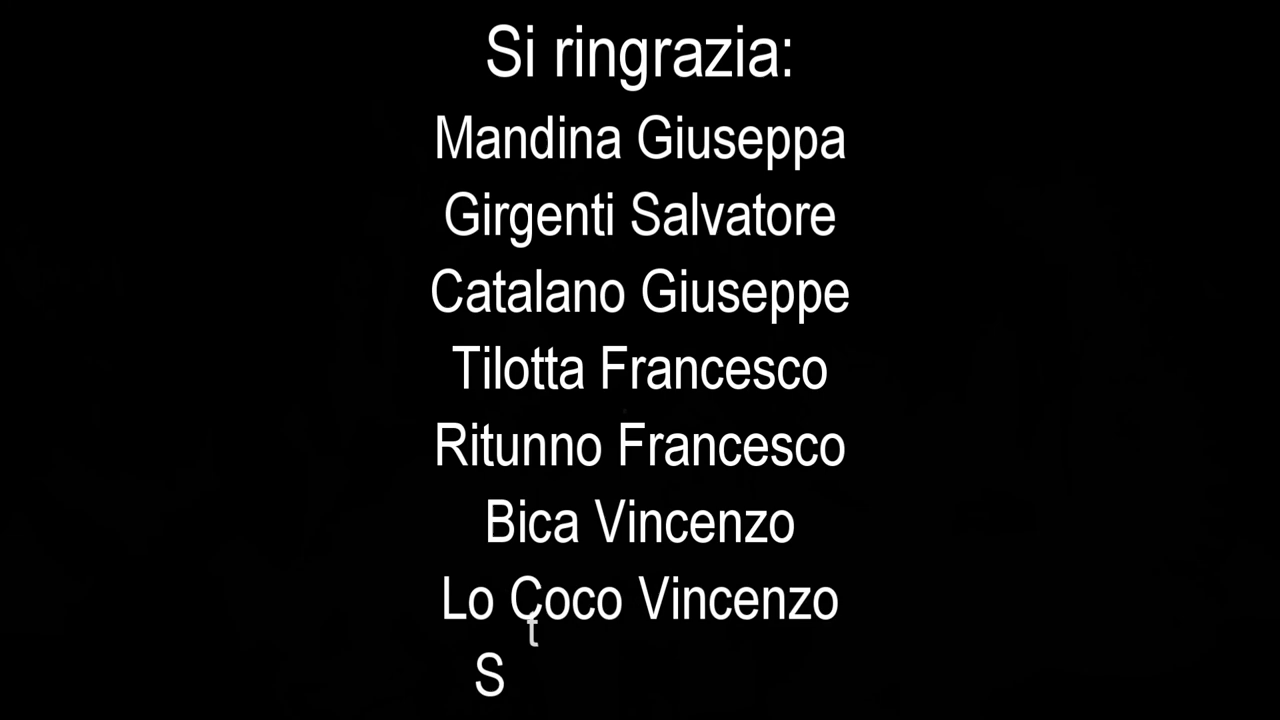 Si ringrazia:
Mandina Giuseppa
Girgenti Salvatore
Catalano Giuseppe
Tilotta Francesco
Ritunno Francesco
Bica Vincenzo
Lo Coco Vincenzo
t
S